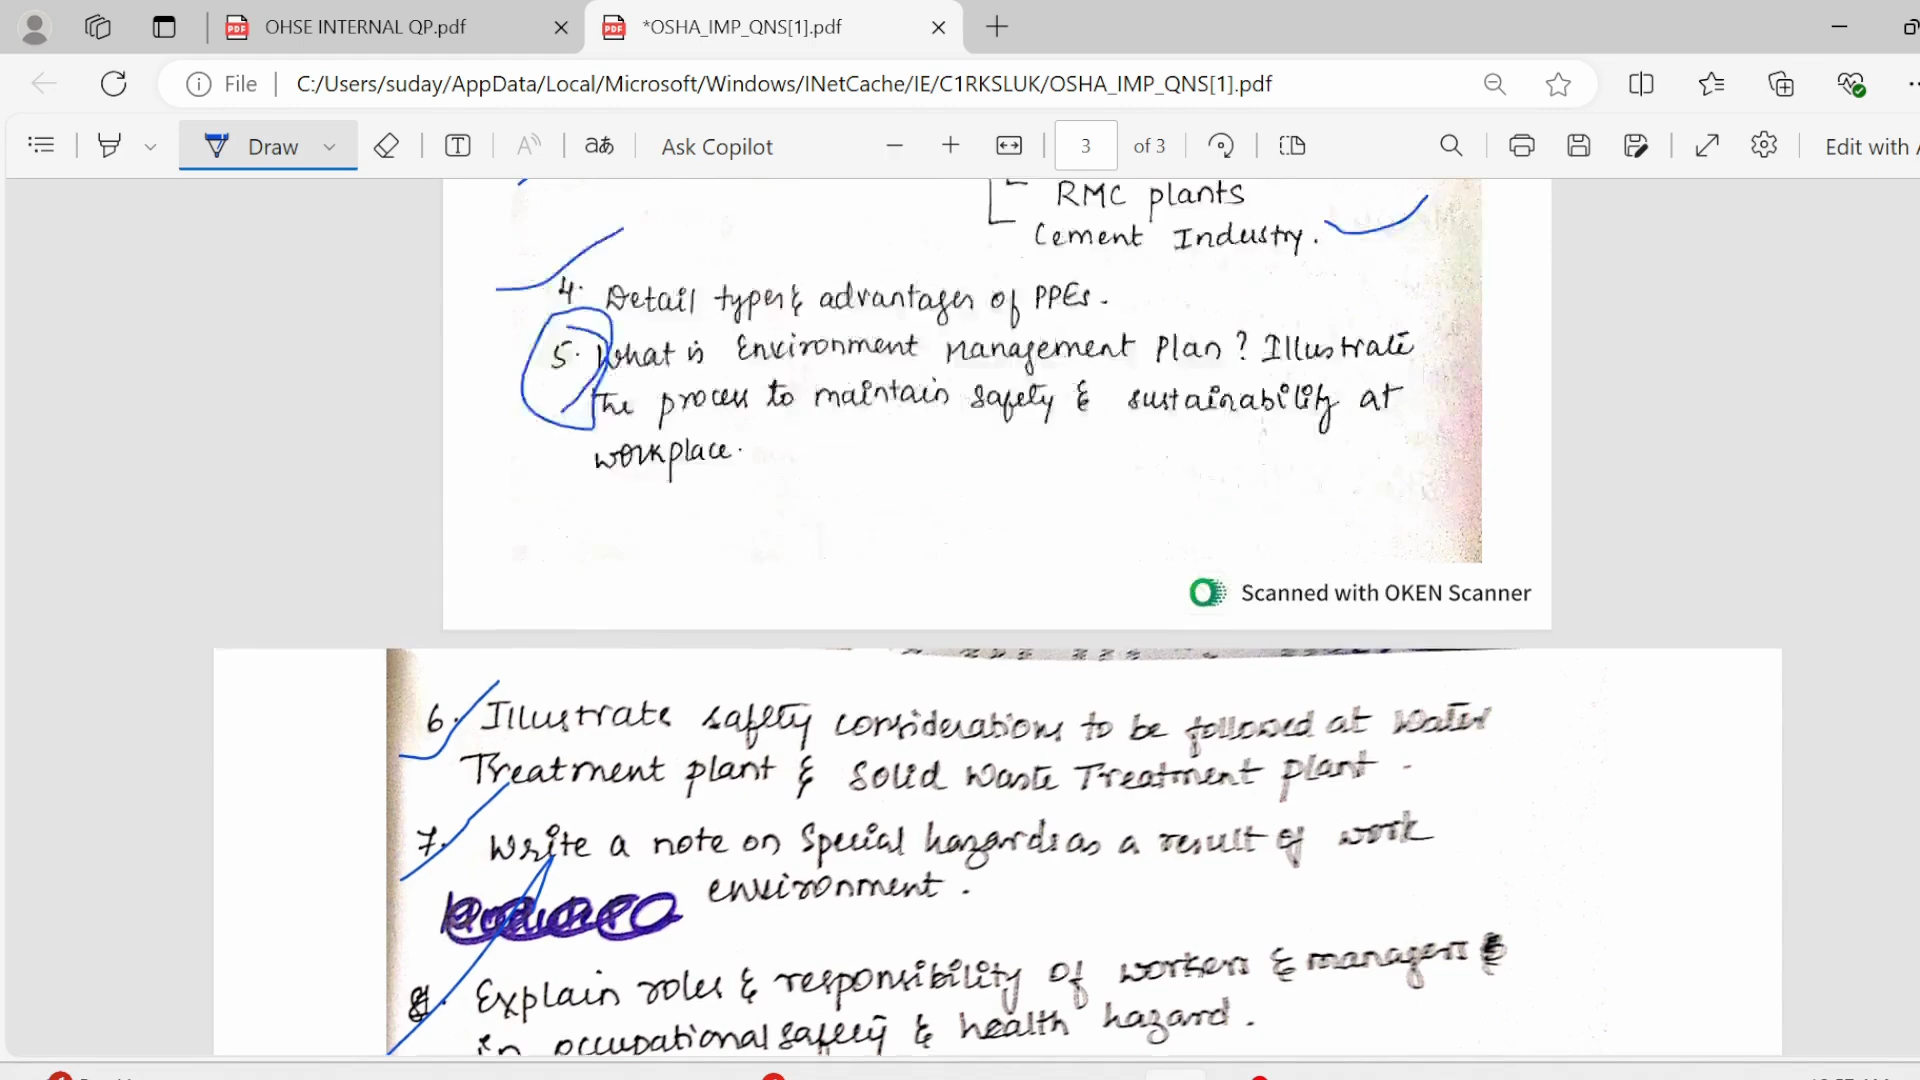 OHSE INTERNAL QP.pdf
*OSHA_IMP_QNS[1].pdf
File
C:/Users/suday/AppData/Local/Microsoft/Windows/INetCache/IE/C1RKSLUK/OSHA_IMP_QNS[1].pdf
Draw
Ask Copilot
3 of 3
Edit with
RMC plants
Cement Industry.
4. Detail types & advantages of PPEs.
5. What is Environment Management Plan? Illustrate
the process to maintain safety & sustainability at
workplace.
Scanned with OKEN Scanner
6. Illustrate safety considerations to be followed at Water
Treatment plant & Solid Waste Treatment plant.
7. Write a note on Special hazards as a result of work
environment.
8. Explain roles & responsibility of workers & managers
in occupational safety & health hazard.